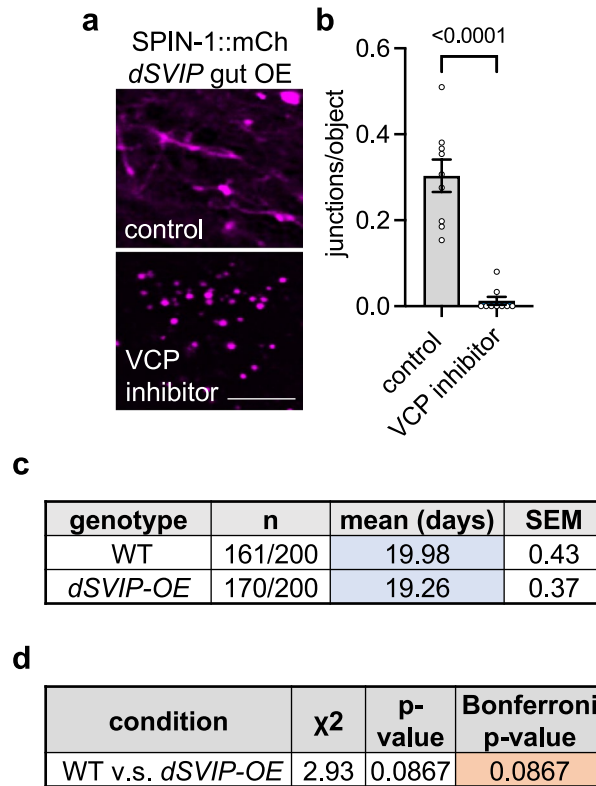 a
SPIN-1::mCh
dSVIP gut OE
control
VCP
inhibitor
b
<0.0001
junctions/object
0.6
0.4
0.2
0.0
control
VCP inhibitor
c
genotype n mean (days) SEM
WT 161/200 19.98 0.43
dSVIP-OE 170/200 19.26 0.37
d
condition χ2 p-value Bonferroni p-value
WT v.s. dSVIP-OE 2.93 0.0867 0.0867